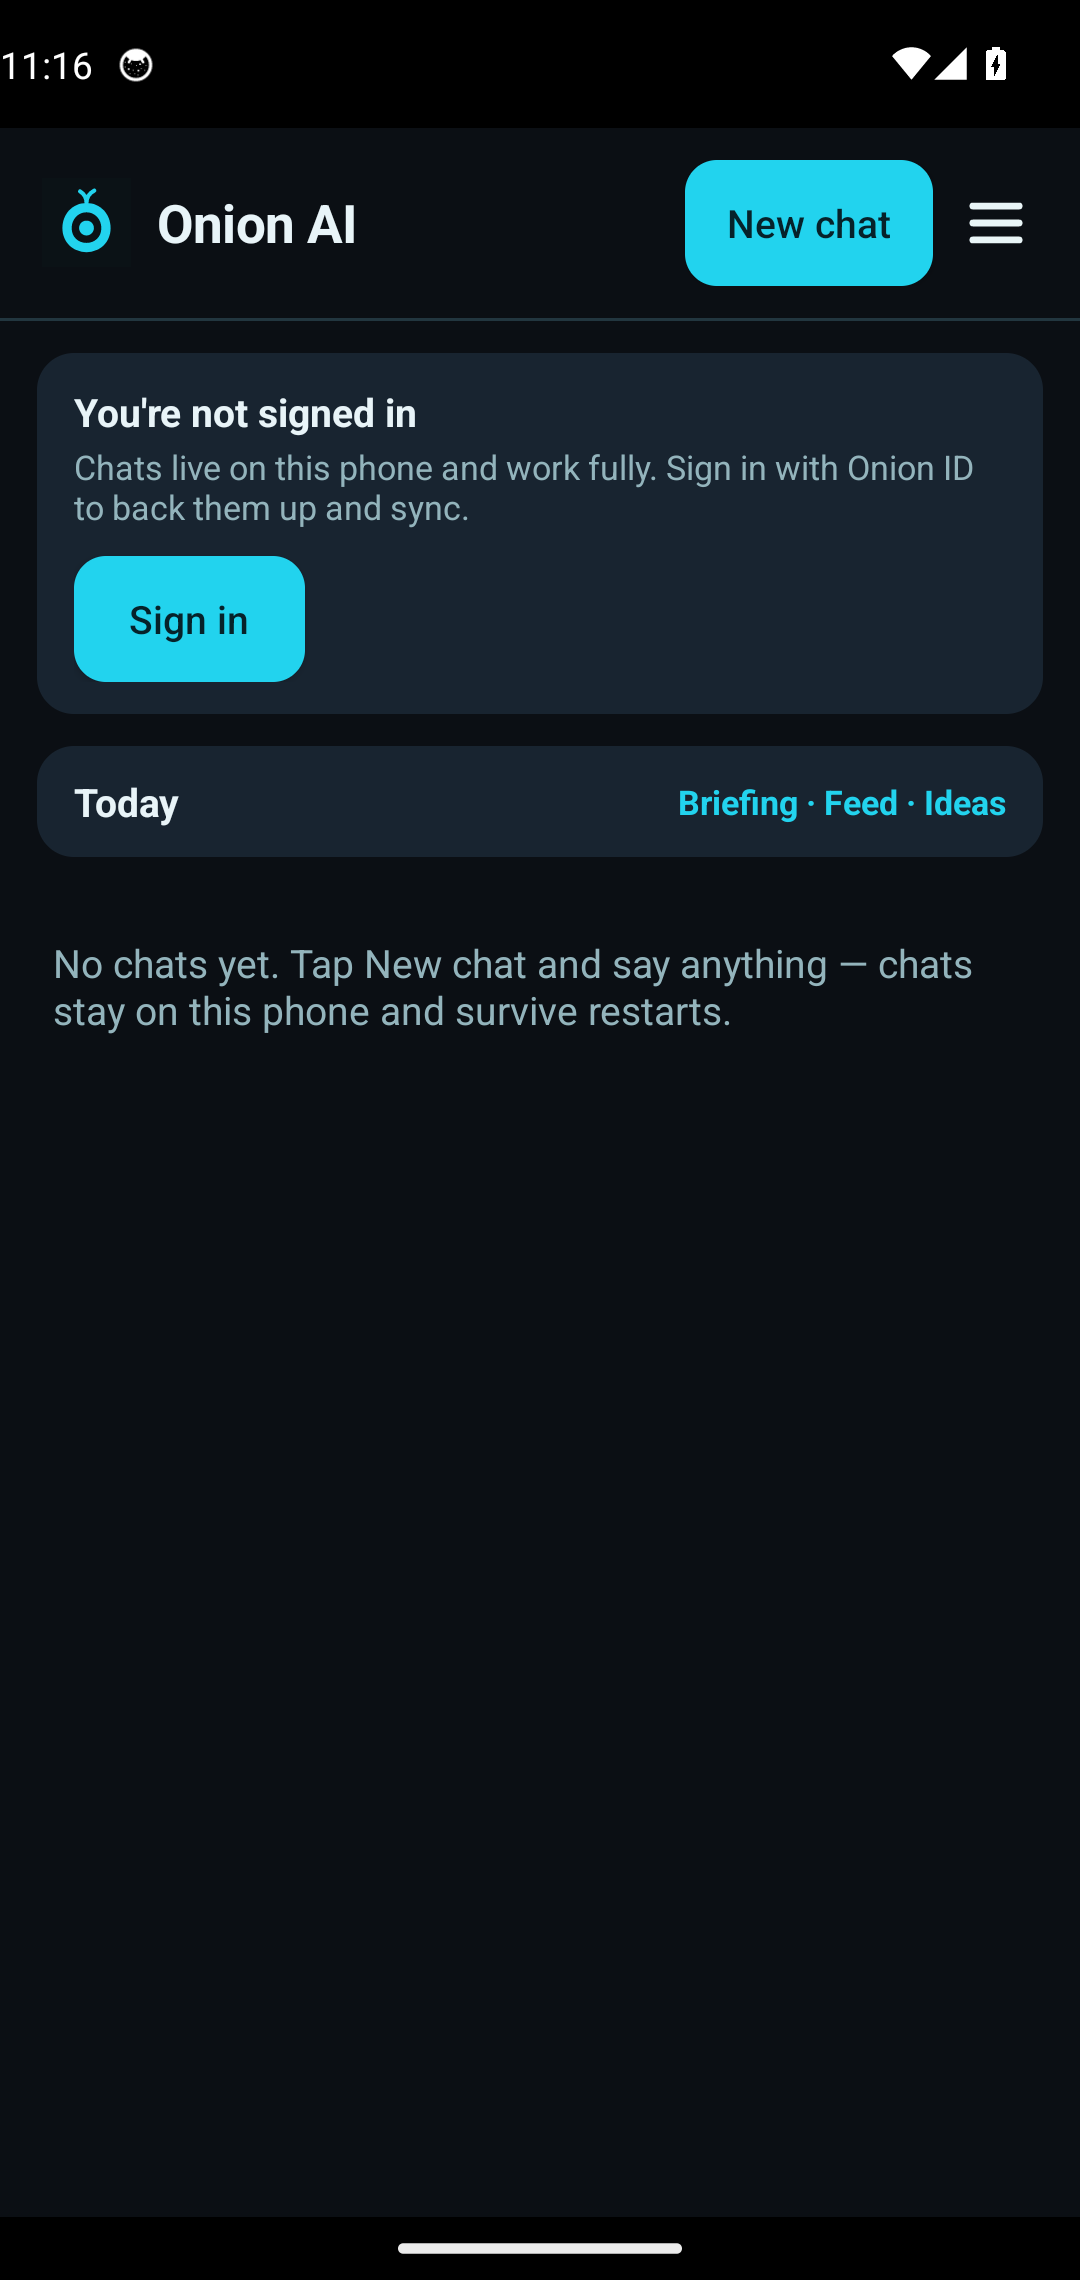 11:16
Onion AI
New chat
You're not signed in
Chats live on this phone and work fully. Sign in with Onion ID
to back them up and sync.
Sign in
Today
Briefing · Feed · Ideas
No chats yet. Tap New chat and say anything — chats
stay on this phone and survive restarts.